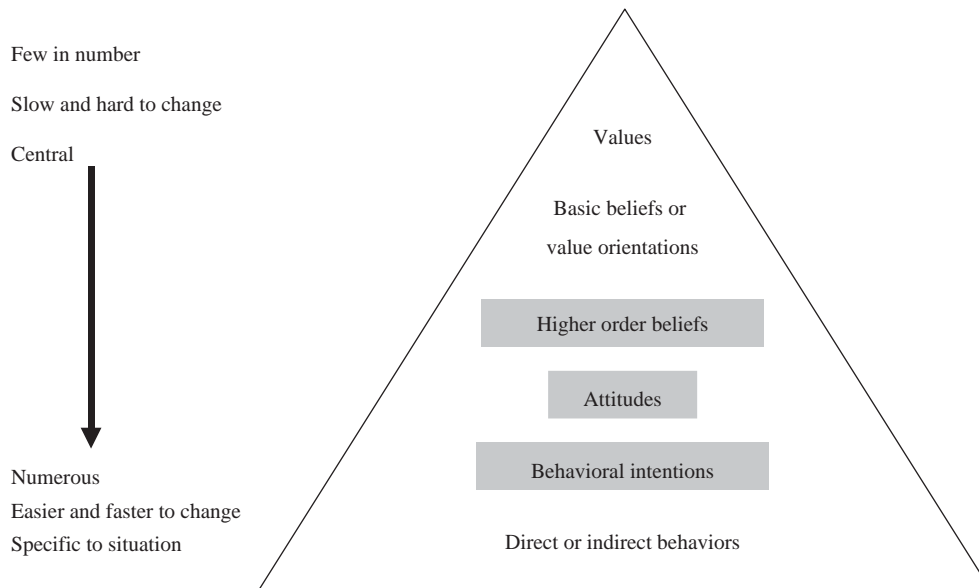 Few in number
Slow and hard to change
Central
Numerous
Easier and faster to change
Specific to situation
Values
Basic beliefs or
value orientations
Higher order beliefs
Attitudes
Behavioral intentions
Direct or indirect behaviors